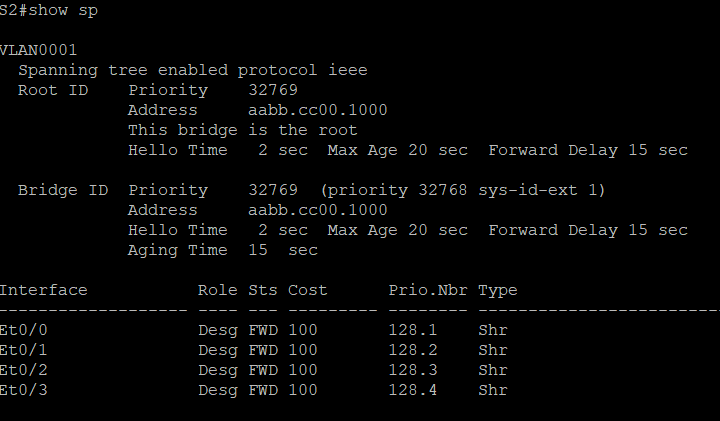 S2#show sp
VLAN0001
  Spanning tree enabled protocol ieee
  Root ID    Priority    32769
             Address     aabb.cc00.1000
             This bridge is the root
             Hello Time   2 sec  Max Age 20 sec  Forward Delay 15 sec
  Bridge ID  Priority    32769  (priority 32768 sys-id-ext 1)
             Address     aabb.cc00.1000
             Hello Time   2 sec  Max Age 20 sec  Forward Delay 15 sec
             Aging Time  15  sec
Interface           Role Sts Cost      Prio.Nbr Type
------------------- ---- --- --------- -------- ------------------------
Et0/0               Desg FWD 100       128.1    Shr
Et0/1               Desg FWD 100       128.2    Shr
Et0/2               Desg FWD 100       128.3    Shr
Et0/3               Desg FWD 100       128.4    Shr